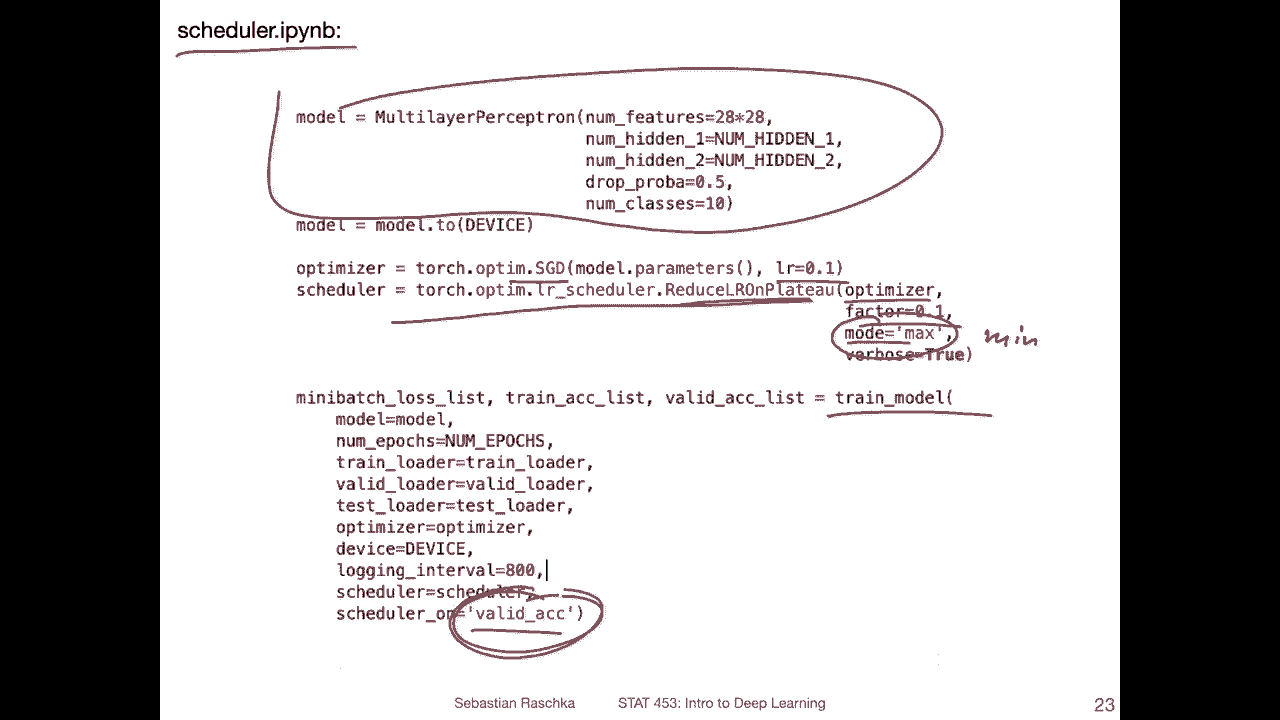 scheduler.ipynb:
model = MultilayerPerceptron(num_features=28*28,
num_hidden_1=NUM_HIDDEN_1,
num_hidden_2=NUM_HIDDEN_2,
drop_proba=0.5,
num_classes=10)
model = model.to(DEVICE)
optimizer = torch.optim.SGD(model.parameters(), lr=0.1)
scheduler = torch.optim.lr_scheduler.ReduceLROnPlateau(optimizer,
factor=0.1,
mode='max', min
verbose=True)
minibatch_loss_list, train_acc_list, valid_acc_list = train_model(
model=model,
num_epochs=NUM_EPOCHS,
train_loader=train_loader,
valid_loader=valid_loader,
test_loader=test_loader,
optimizer=optimizer,
device=DEVICE,
logging_interval=800,
scheduler=scheduler,
scheduler_on='valid_acc')
Sebastian Raschka STAT 453: Intro to Deep Learning 23